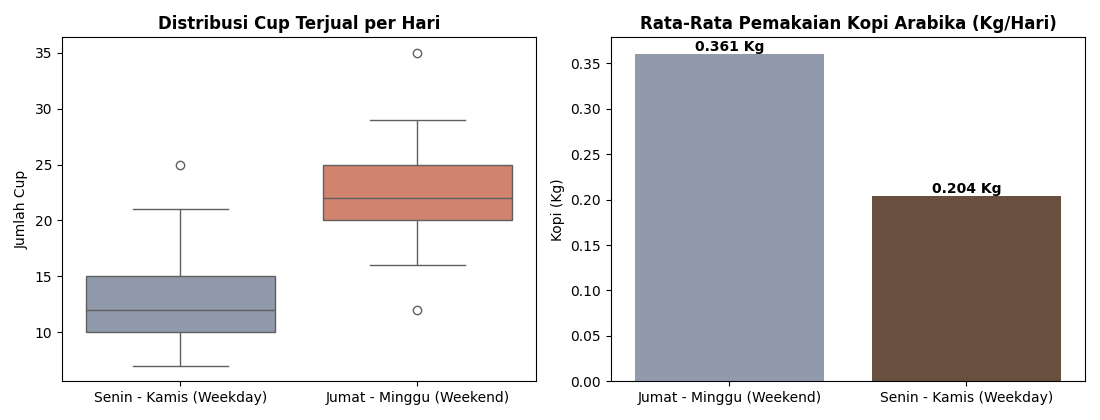 Distribusi Cup Terjual per Hari
Jumlah Cup
35
30
25
20
15
10
Senin - Kamis (Weekday)
Jumat - Minggu (Weekend)
Rata-Rata Pemakaian Kopi Arabika (Kg/Hari)
Kopi (Kg)
0.35
0.30
0.25
0.20
0.15
0.10
0.05
0.00
0.361 Kg
0.204 Kg
Jumat - Minggu (Weekend)
Senin - Kamis (Weekday)